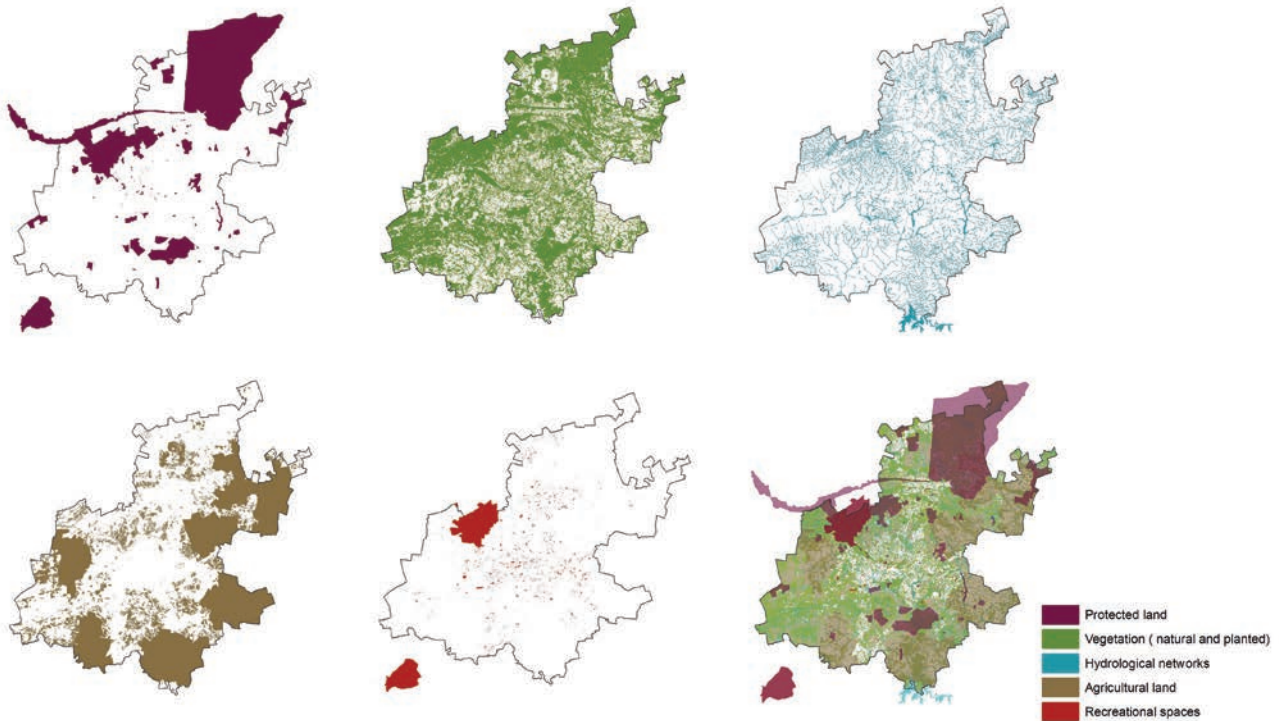 Protected land
Vegetation ( natural and planted)
Hydrological networks
Agricultural land
Recreational spaces